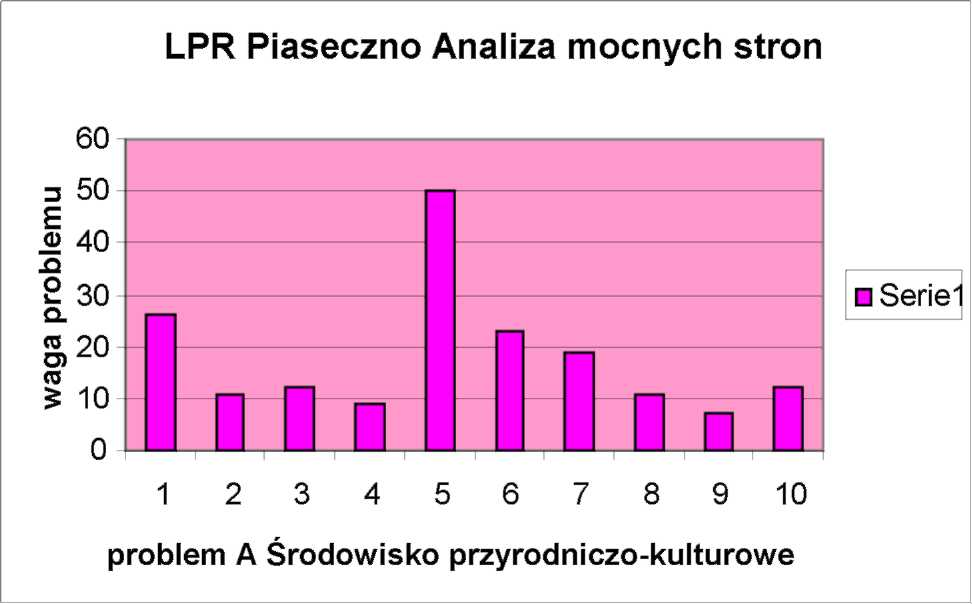 LPR Piaseczno Analiza mocnych stron
60
50
40
30
20
10
0
waga problemu
1 2 3 4 5 6 7 8 9 10
problem A Środowisko przyrodniczo-kulturowe
Serie1